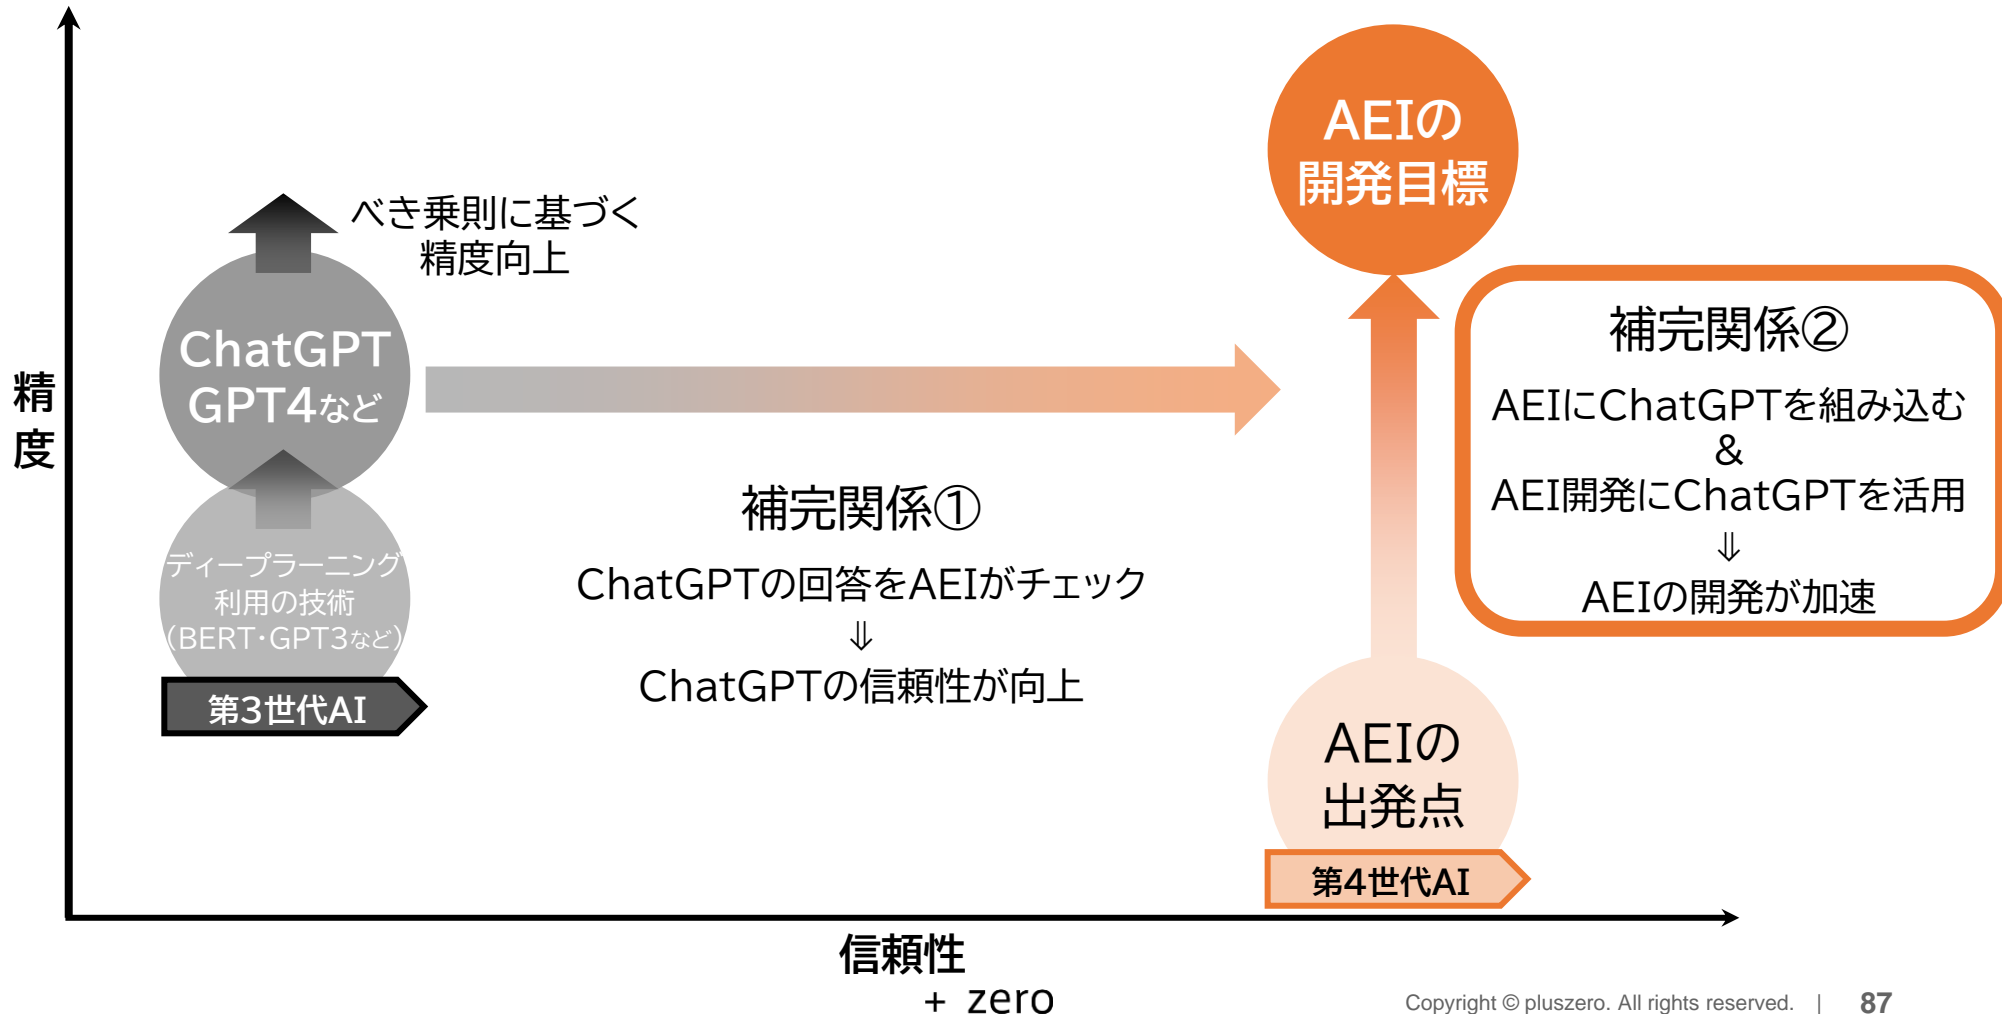 精
度
べき乗則に基づく
精度向上
ChatGPT
GPT4など
ディープラーニング
利用の技術
（BERT・GPT3など）
第3世代AI
補完関係①
ChatGPTの回答をAEIがチェック
⇓
ChatGPTの信頼性が向上
AEIの
開発目標
補完関係②
AEIにChatGPTを組み込む
&
AEI開発にChatGPTを活用
⇓
AEIの開発が加速
AEIの
出発点
第4世代AI
信頼性
+ zero
Copyright © pluszero. All rights reserved. | 87